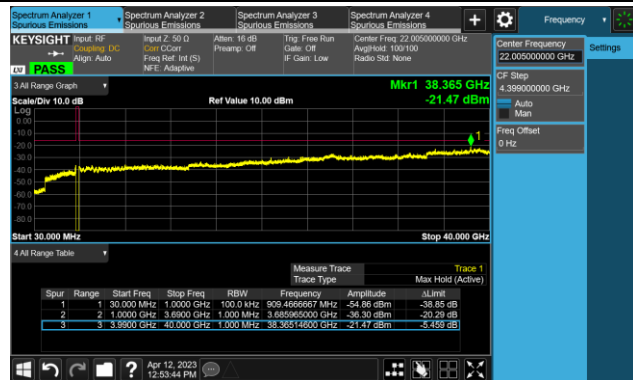 Spectrum Analyzer 1
Spurious Emissions
Spectrum Analyzer 2
Spurious Emissions
Spectrum Analyzer 3
Spurious Emissions
Spectrum Analyzer 4
Spurious Emissions
+
Frequency
KEYSIGHT
Input: RF
Coupling: DC
Align: Auto
Input Z: 50 Ω
Corr CCorr
Freq Ref: Int (S)
NFE: Adaptive
Atten: 16 dB
Preamp: Off
Trig: Free Run
Gate: Off
IF Gain: Low
Center Freq: 22.005000000 GHz
Avg|Hold: 100/100
Radio Std: None
LXI PASS
Center Frequency
22.005000000 GHz
Settings
CF Step
4.399000000 GHz
Auto
Man
Freq Offset
0 Hz
3 All Range Graph
Mkr1 38.365 GHz
Scale/Div 10.0 dB
Ref Value 10.00 dBm
-21.47 dBm
Log
0.00
-10.0
-20.0
-30.0
-40.0
-50.0
-60.0
-70.0
-80.0
1
Start 30.000 MHz
Stop 40.000 GHz
4 All Range Table
Measure Trace Trace 1
Trace Type Max Hold (Active)
Spur Range Start Freq Stop Freq RBW Frequency Amplitude ΔLimit
1 1 30.000 MHz 1.0000 GHz 100.0 kHz 909.4666667 MHz -54.86 dBm -38.85 dB
2 2 1.0000 GHz 3.6900 GHz 1.000 MHz 3.685965000 GHz -36.30 dBm -20.29 dB
3 3 3.9900 GHz 40.000 GHz 1.000 MHz 38.36514600 GHz -21.47 dBm -5.459 dB
?
Apr 12, 2023
12:53:44 PM